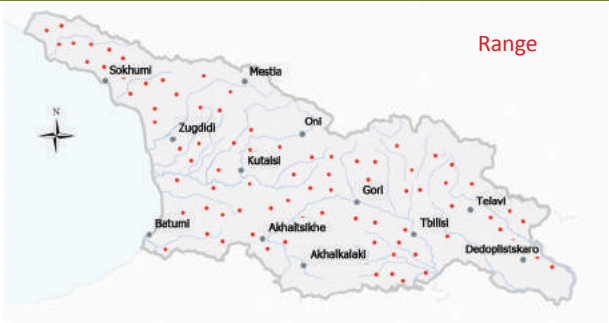 Range
Sokhumi
Mestia
N
Zugdidi
Oni
Kutaisi
Gori
Telavi
Batumi
Akhaltsikhe
Tbilisi
Akhalkalaki
Dedoplistskaro